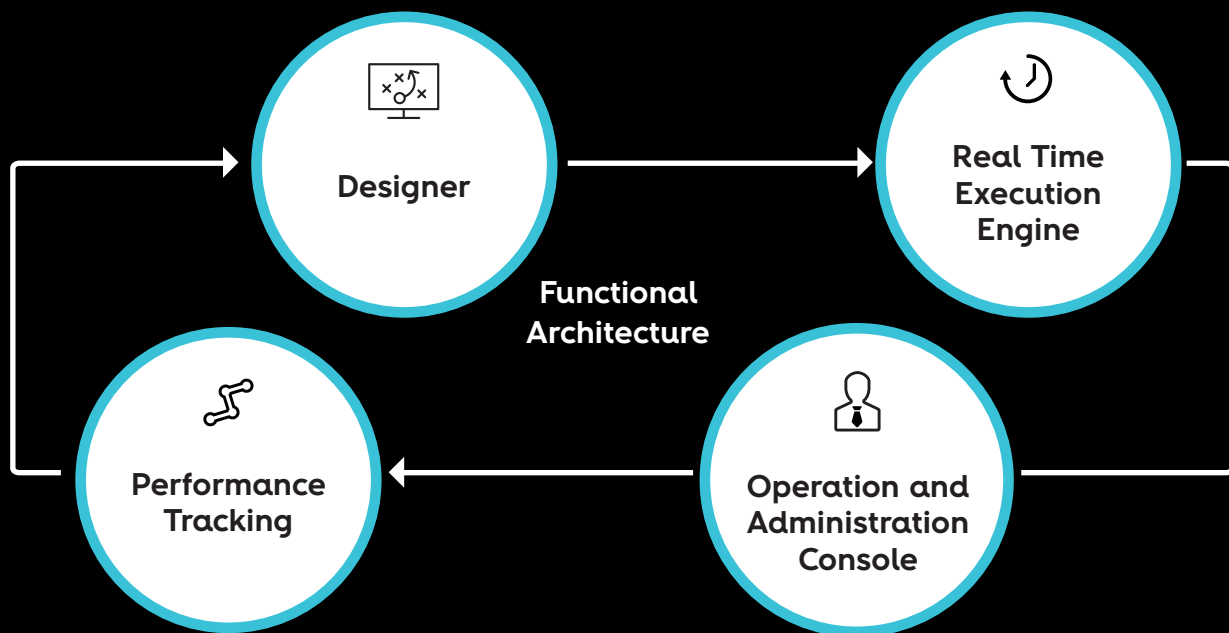 Designer
Real Time
Execution
Engine
Functional
Architecture
Performance
Tracking
Operation and
Administration
Console